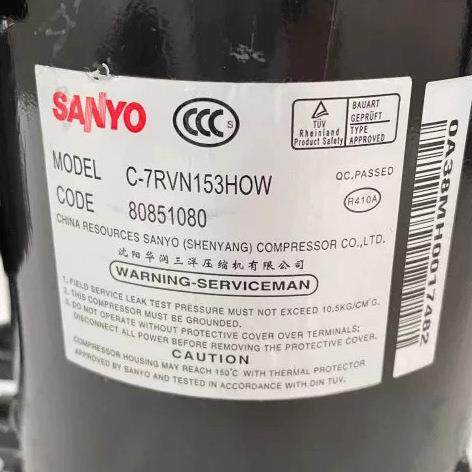 SANYO
CCC S
TÜV
Rheinland
Product Safety
BAUART
GEPRÜFT
TYPE
APPROVED
MODEL C-7RVN153HOW
QC.PASSED
CODE 80851080
R410A
CHINA RESOURCES SANYO (SHENYANG) COMPRESSOR CO.,LTD.
沈阳华润三洋压缩机有限公司
WARNING-SERVICEMAN
1. FIELD SERVICE LEAK TEST PRESSURE MUST NOT EXCEED 10.5KG/CM²G.
2. THIS COMPRESSOR MUST BE GROUNDED.
3. DO NOT OPERATE WITHOUT PROTECTIVE COVER OVER TERMINALS;
DISCONNECT ALL POWER BEFORE REMOVING THE PROTECTIVE COVER.
COMPRESSOR HOUSING MAY REACH 150℃ WITH THERMAL PROTECTOR
APPROVED BY SANYO AND TESTED IN ACCORDANCE WITH DIN TÜV.
0A38MH0017482